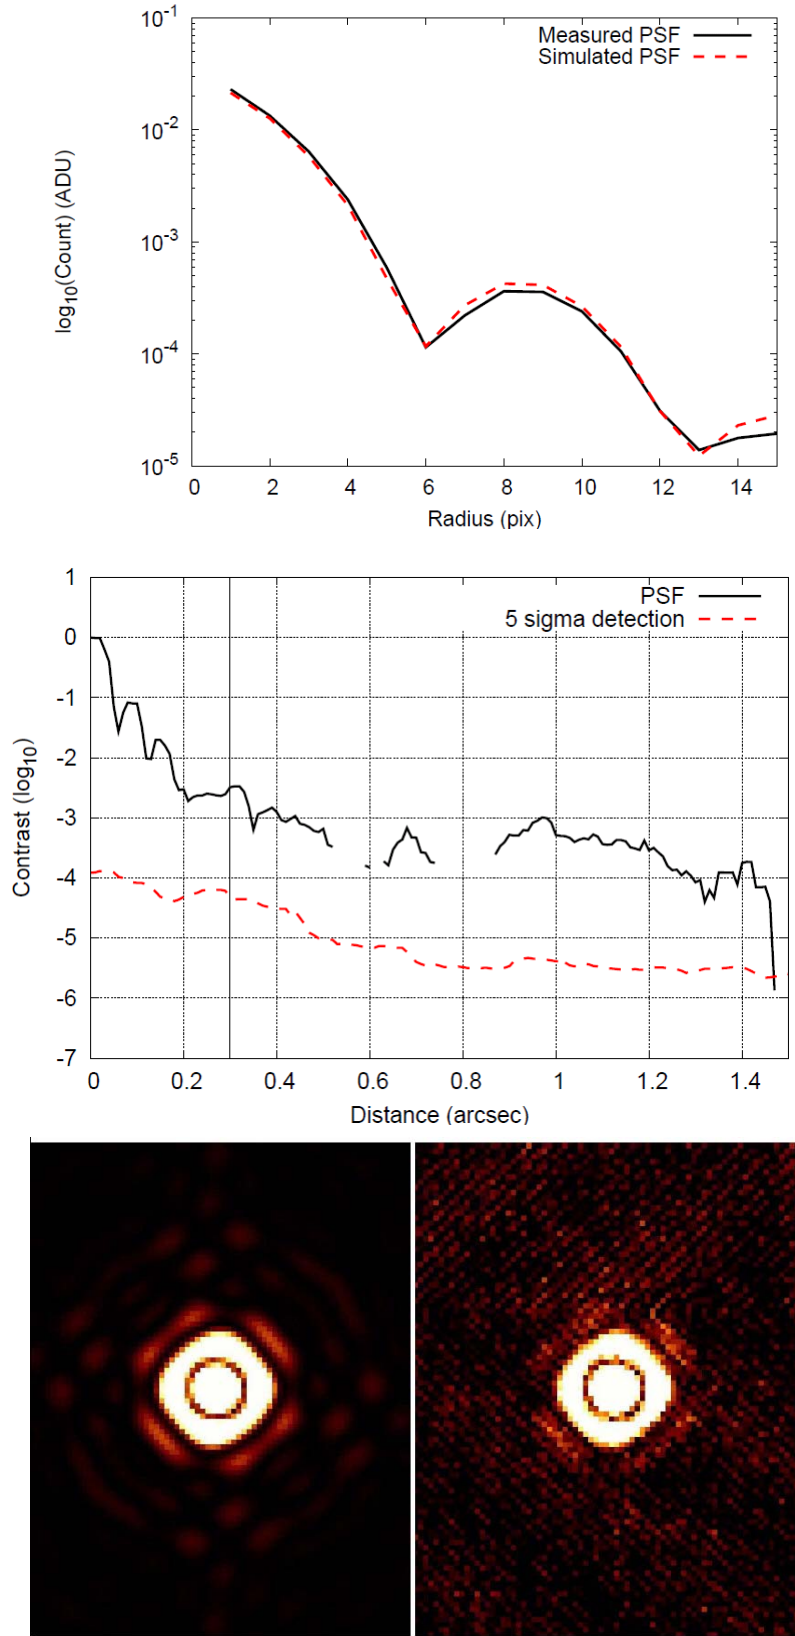 10-1
Measured PSF
Simulated PSF
10-2
10-3
10-4
10-5
log10(Count) (ADU)
0 2 4 6 8 10 12 14
Radius (pix)
1
PSF
5 sigma detection
0
-1
-2
-3
-4
-5
-6
-7
Contrast (log10)
0 0.2 0.4 0.6 0.8 1 1.2 1.4
Distance (arcsec)